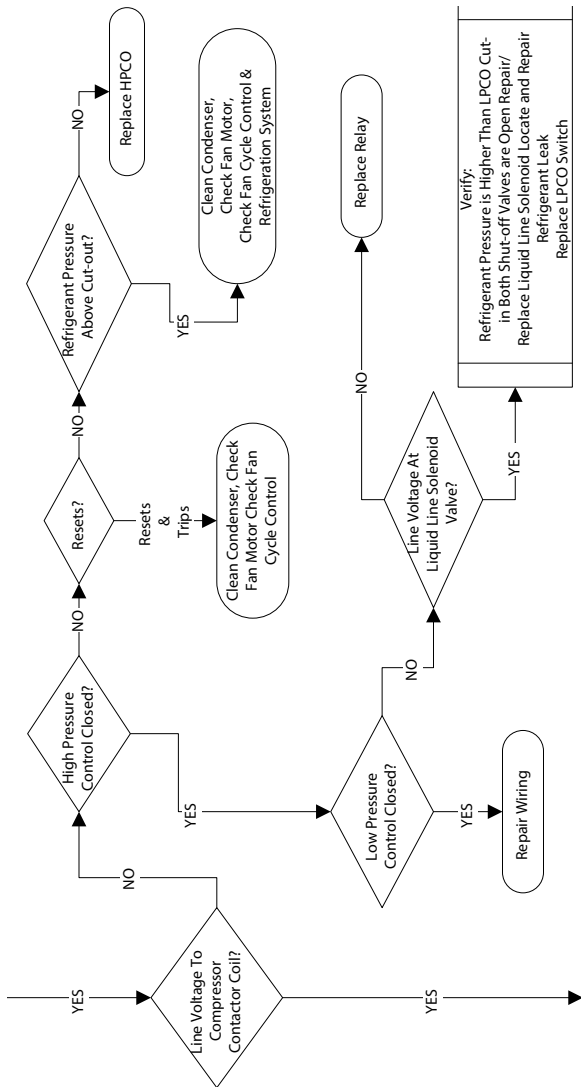 YES
Line Voltage To
Compressor
Contactor Coil?
YES
NO
High Pressure
Control Closed?
NO
YES
Resets?
NO
Resets
&
Trips
Clean Condenser, Check
Fan Motor Check Fan
Cycle Control
Refrigerant Pressure
Above Cut-out?
NO
Replace HPCO
YES
Clean Condenser,
Check Fan Motor,
Check Fan Cycle Control &
Refrigeration System
Low Pressure
Control Closed?
YES
Repair Wiring
NO
Line Voltage At
Liquid Line Solenoid
Valve?
NO
Replace Relay
YES
Verify:
Refrigerant Pressure is Higher Than LPCO Cut-
in Both Shut-off Valves are Open Repair/
Replace Liquid Line Solenoid Locate and Repair
Refrigerant Leak
Replace LPCO Switch